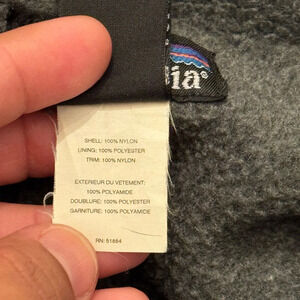 ia®
SHELL: 100% NYLON
LINING: 100% POLYESTER
TRIM: 100% NYLON
EXTERIEUR DU VETEMENT:
100% POLYAMIDE
DOUBLURE: 100% POLYESTER
GARNITURE: 100% POLYAMIDE
RN: 51884